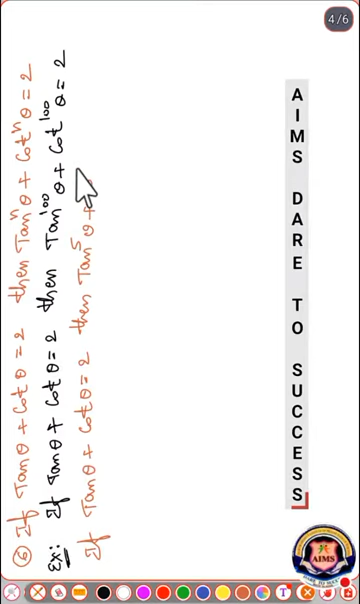 4/6
⑥ If Tanθ + Cotθ = 2 then Tanⁿθ + Cotⁿθ = 2
Ex: If Tanθ + Cotθ = 2 then Tan¹⁰⁰θ + Cot¹⁰⁰θ = 2
If Tanθ + Cotθ = 2 then Tan⁵θ +
AIMS DARE TO SUCCESS
AIMS